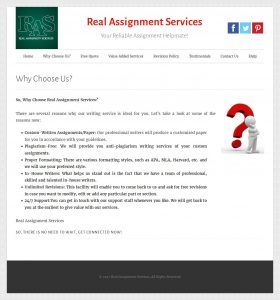 RAS
REAL ASSIGNMENT SERVICES
Real Assignment Services
Your Reliable Assignment Helpmate!
Home Why Choose Us? Free Quote Value Added Services Revisions Policy Testimonials Contact Us Blog
Why Choose Us?
So, Why Choose Real Assignment Services?
There are several reasons why our writing service is ideal for you. Let's take a look at some of the
reasons now:
Custom-Written Assignments/Paper: Our professional writers will produce a customized paper
for you in accordance with your guidelines.
Plagiarism-Free: We will provide you anti-plagiarism writing services of your custom
assignments.
Proper Formatting: There are various formatting styles, such as APA, MLA, Harvard, etc. and
we will use your preferred style.
In-House Writers: What helps us stand out is the fact that we have a team of professional,
skilled and talented in-house writers.
Unlimited Revisions: This facility will enable you to come back to us and ask for free revisions
in case you want to modify, edit or add any particular part or section.
24/7 Support:You can get in touch with our support staff whenever you like. We will get back to
you at the earliest to give value with our services.
Real Assignment Services
SO, THERE IS NO NEED TO WAIT, GET CONNECTED NOW!
Real Assignment Services. All Rights Reserved